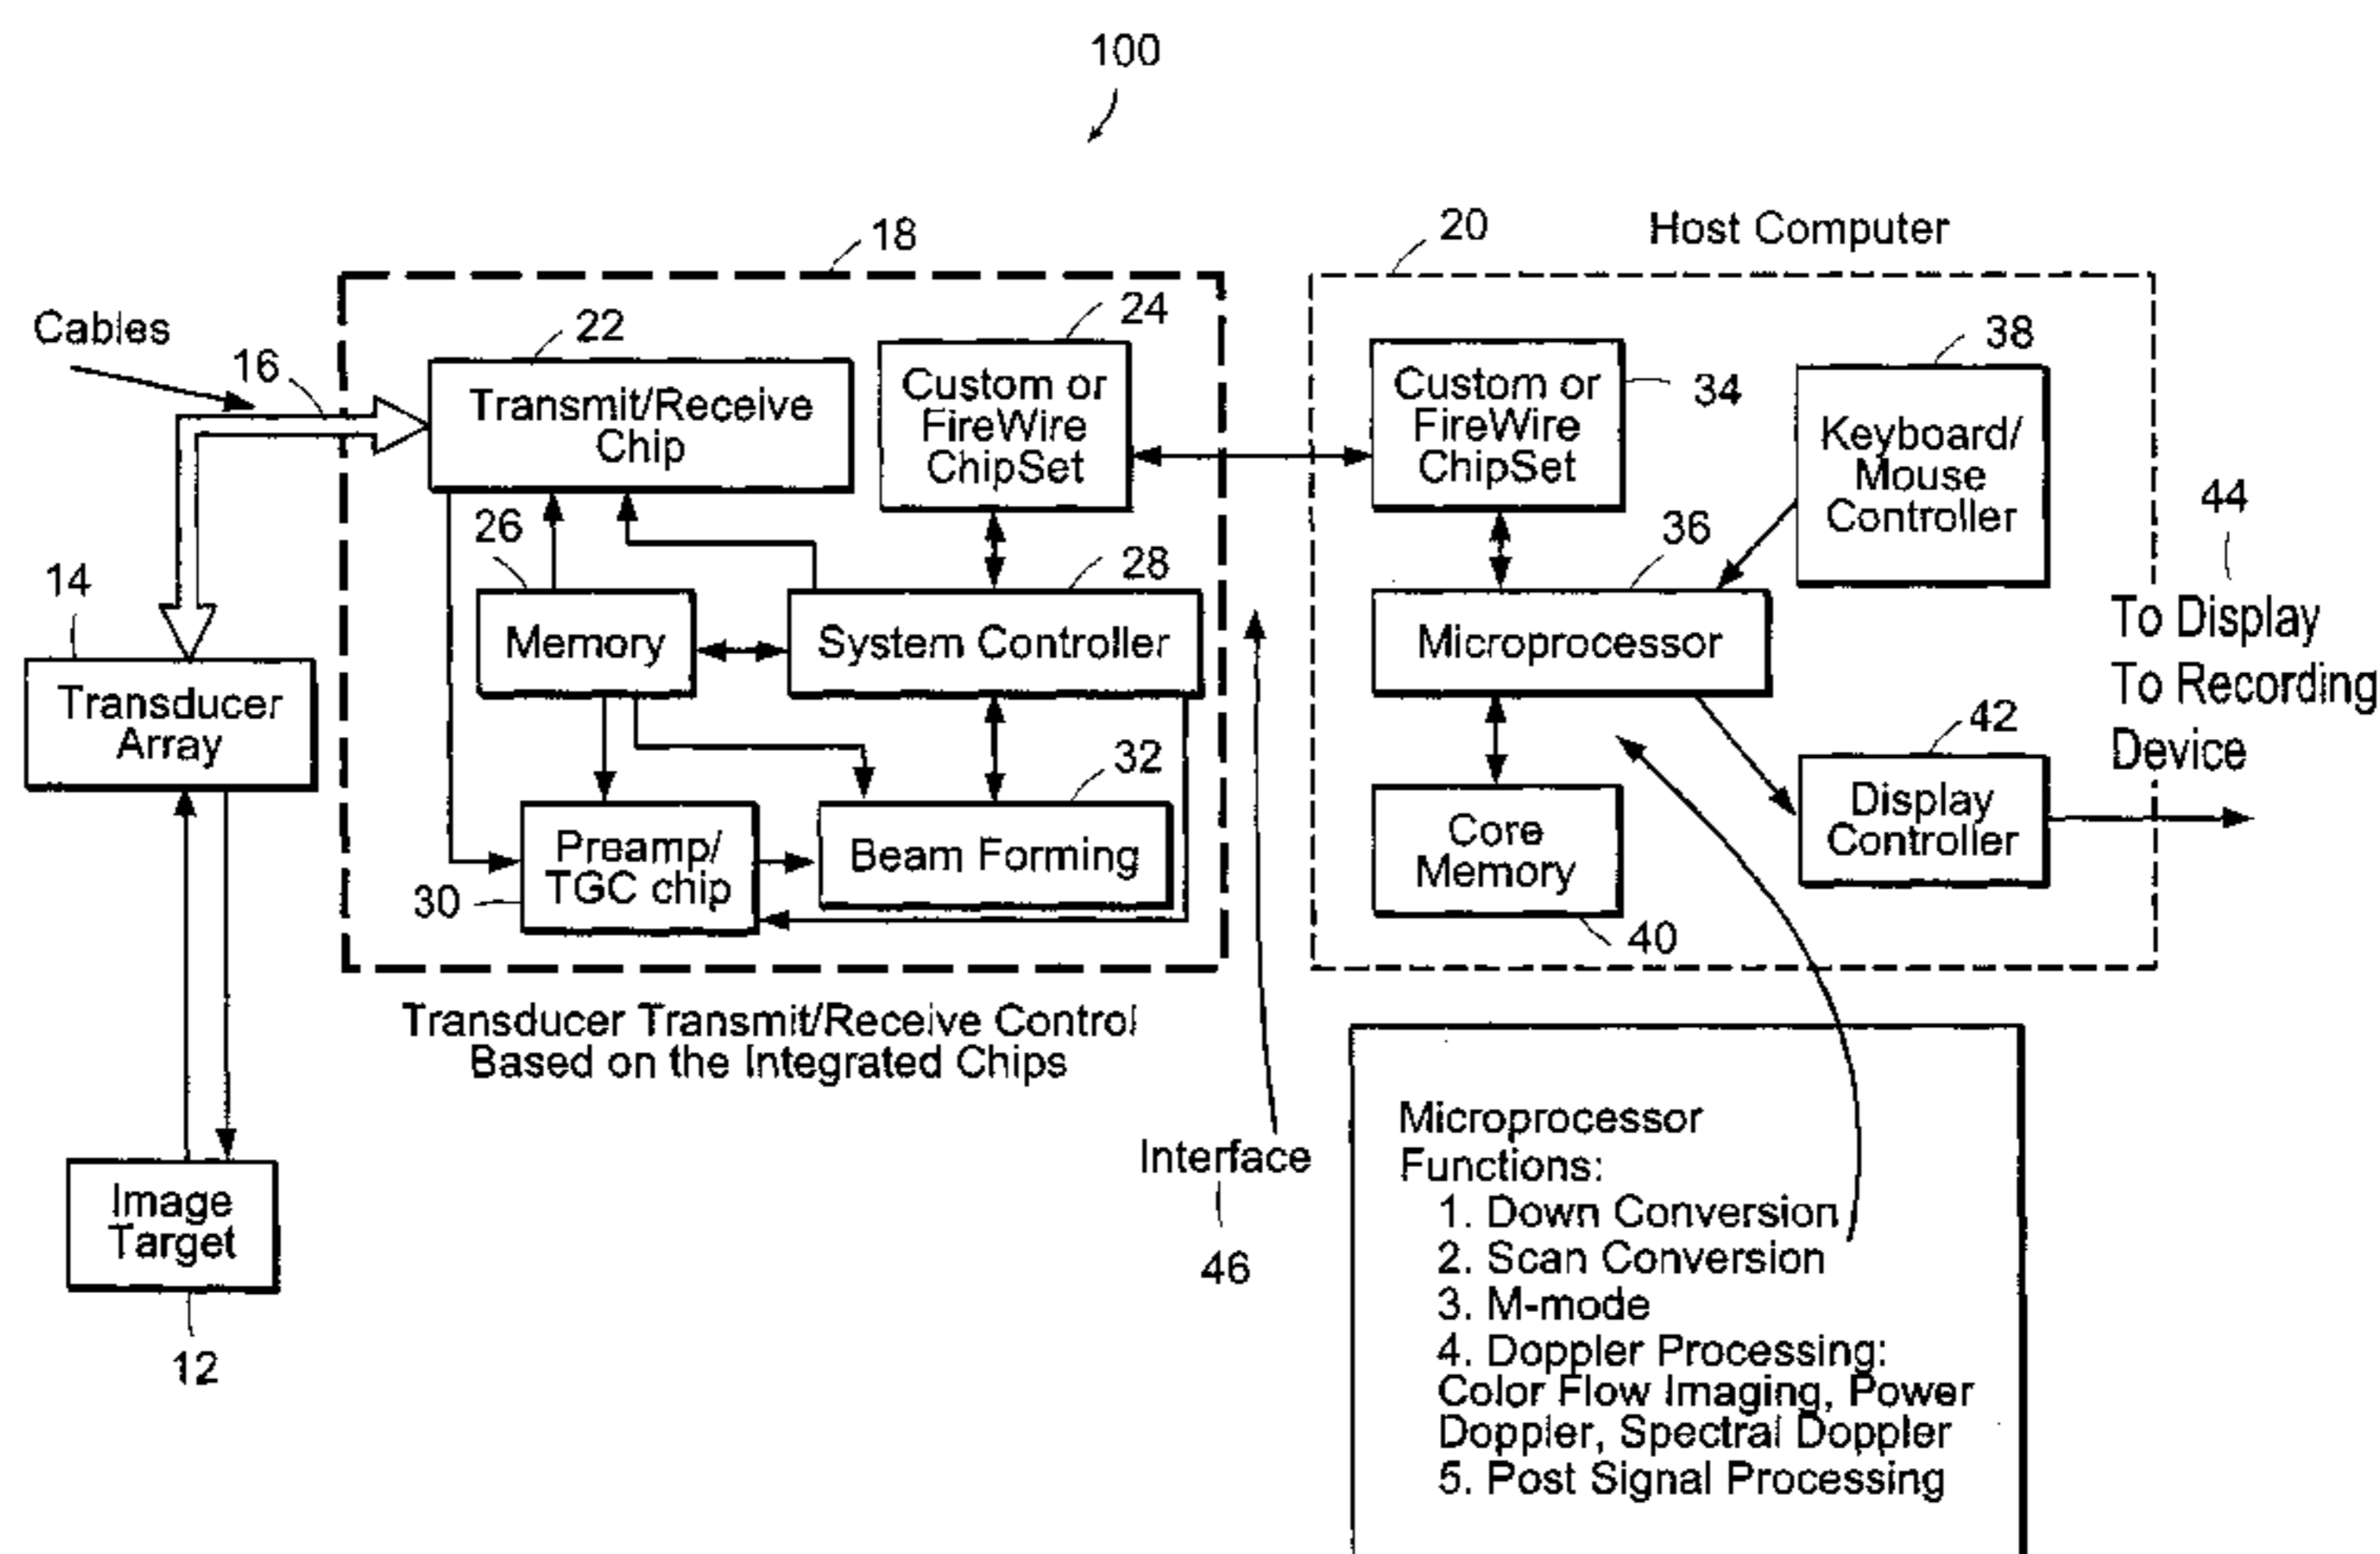 100
18
20
Host Computer
Cables
16
22
Transmit/Receive
Chip
24
Custom or
FireWire
ChipSet
Custom or
FireWire
ChipSet
34
38
Keyboard/
Mouse
Controller
44
To Display
To Recording
Device
14
Transducer
Array
26
Memory
28
System Controller
36
Microprocessor
30
Preamp/
TGC chip
32
Beam Forming
Core
Memory
40
42
Display
Controller
Transducer Transmit/Receive Control
Based on the Integrated Chips
Interface
46
Image
Target
12
Microprocessor
Functions:
1. Down Conversion
2. Scan Conversion
3. M-mode
4. Doppler Processing:
Color Flow Imaging, Power
Doppler, Spectral Doppler
5. Post Signal Processing